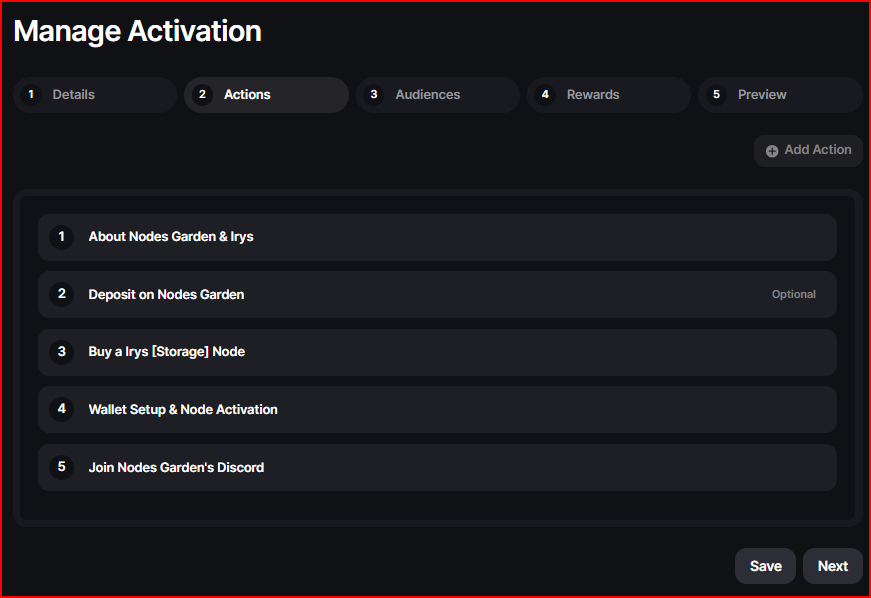 Manage Activation
1 Details 2 Actions 3 Audiences 4 Rewards 5 Preview
Add Action
1 About Nodes Garden & Irys
2 Deposit on Nodes Garden Optional
3 Buy a Irys [Storage] Node
4 Wallet Setup & Node Activation
5 Join Nodes Garden's Discord
Save Next